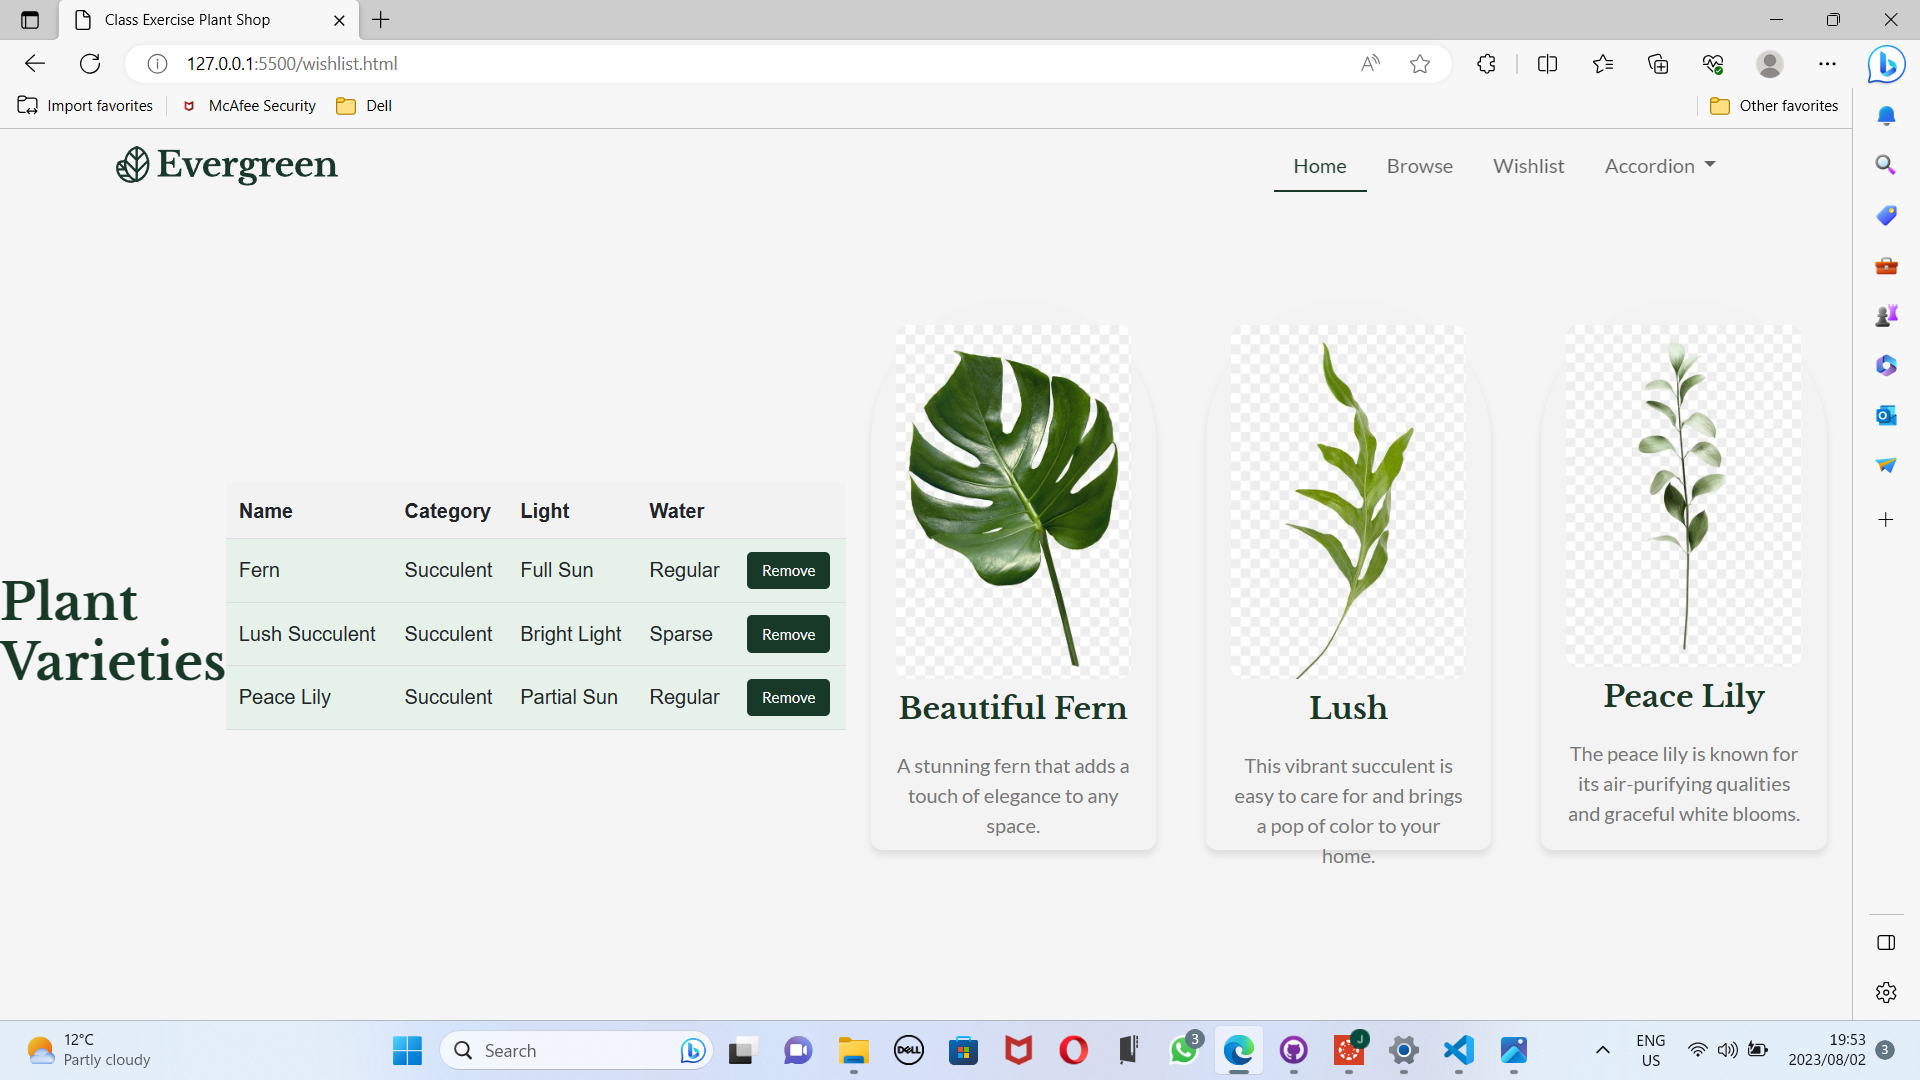 Class Exercise Plant Shop
127.0.0.1:5500/wishlist.html
Import favorites
McAfee Security
Dell
Other favorites
Evergreen
Home
Browse
Wishlist
Accordion
Plant
Varieties
Name Category Light Water
Fern Succulent Full Sun Regular Remove
Lush Succulent Succulent Bright Light Sparse Remove
Peace Lily Succulent Partial Sun Regular Remove
Beautiful Fern
A stunning fern that adds a
touch of elegance to any
space.
Lush
This vibrant succulent is
easy to care for and brings
a pop of color to your
home.
Peace Lily
The peace lily is known for
its air-purifying qualities
and graceful white blooms.
12°C
Partly cloudy
Search
DELL
3
J
ENG
US
19:53
2023/08/02
3